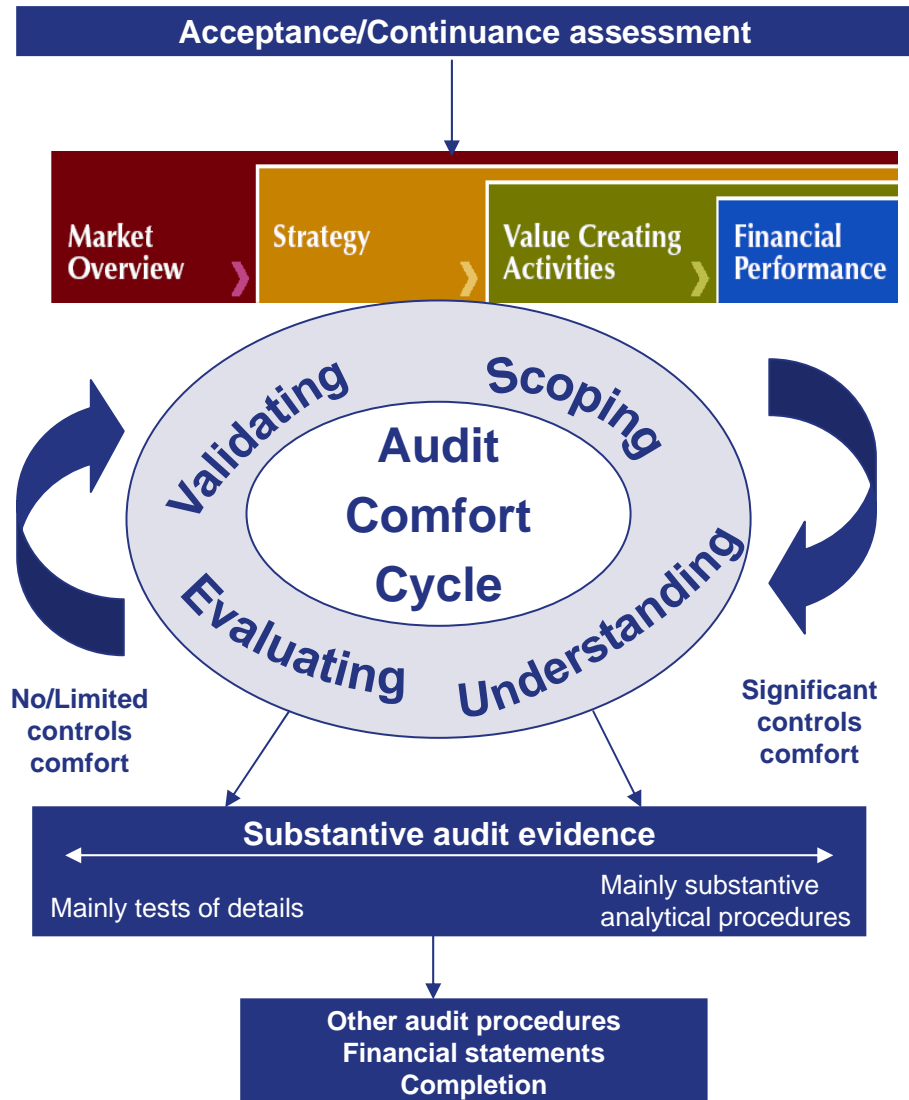 Acceptance/Continuance assessment
Market
Overview
Strategy
Value Creating
Activities
Financial
Performance
Validating
Scoping
Audit
Comfort
Cycle
Evaluating
Understanding
No/Limited
controls
comfort
Significant
controls
comfort
Substantive audit evidence
Mainly tests of details
Mainly substantive
analytical procedures
Other audit procedures
Financial statements
Completion